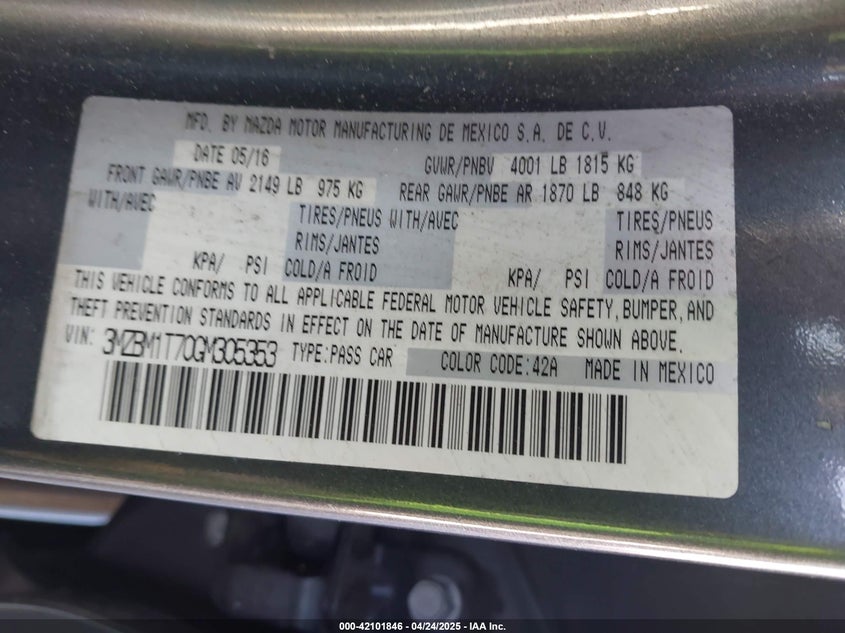 MFD. BY MAZDA MOTOR MANUFACTURING DE MEXICO S.A. DE C.V.
DATE 05/16 GVWR/PNBV 4001 LB 1815 KG
FRONT GAWR/PNBE AV 2149 LB 975 KG REAR GAWR/PNBE AR 1870 LB 848 KG
WITH/AVEC TIRES/PNEUS WITH/AVEC TIRES/PNEUS
RIMS/JANTES RIMS/JANTES
KPA/ PSI COLD/A FROID KPA/ PSI COLD/A FROID
THIS VEHICLE CONFORMS TO ALL APPLICABLE FEDERAL MOTOR VEHICLE SAFETY, BUMPER, AND
THEFT PREVENTION STANDARDS IN EFFECT ON THE DATE OF MANUFACTURE SHOWN ABOVE.
VIN: 3MZBM1T70GM305353 TYPE:PASS CAR COLOR CODE:42A MADE IN MEXICO
000-42101846 - 04/24/2025 - IAA Inc.